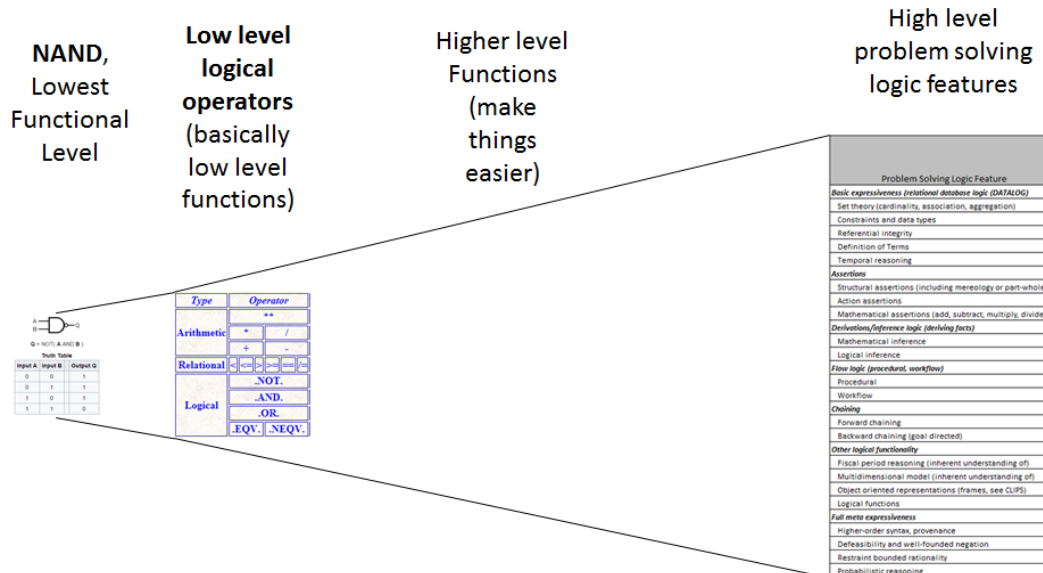 NAND,
Lowest
Functional
Level
Low level
logical
operators
(basically
low level
functions)
Higher level
Functions
(make
things
easier)
High level
problem solving
logic features
A
B
Q
Q = NOT( A AND B )
Truth Table
Input A Input B Output Q
0 0 1
0 1 1
1 0 1
1 1 0
Type Operator
Arithmetic
**
* /
+ -
Relational < <= > >= == /=
Logical
.NOT.
.AND.
.OR.
.EQV. .NEQV.
Problem Solving Logic Feature
Basic expressiveness (relational database logic (DATALOG)
Set theory (cardinality, association, aggregation)
Constraints and data types
Referential integrity
Definition of Terms
Temporal reasoning
Assertions
Structural assertions (including mereology or part-whole
Action assertions
Mathematical assertions (add, subtract, multiply, divide
Derivations/inference logic (deriving facts)
Mathematical inference
Logical inference
Flow logic (procedural, workflow)
Procedural
Workflow
Chaining
Forward chaining
Backward chaining (goal directed)
Other logical functionality
Fiscal period reasoning (inherent understanding of)
Multidimensional model (inherent understanding of)
Object oriented representations (frames, see CLIPS)
Logical functions
Full meta expressiveness
Higher-order syntax, provenance
Defeasibility and well-founded negation
Restraint bounded rationality
Probabilistic reasoning